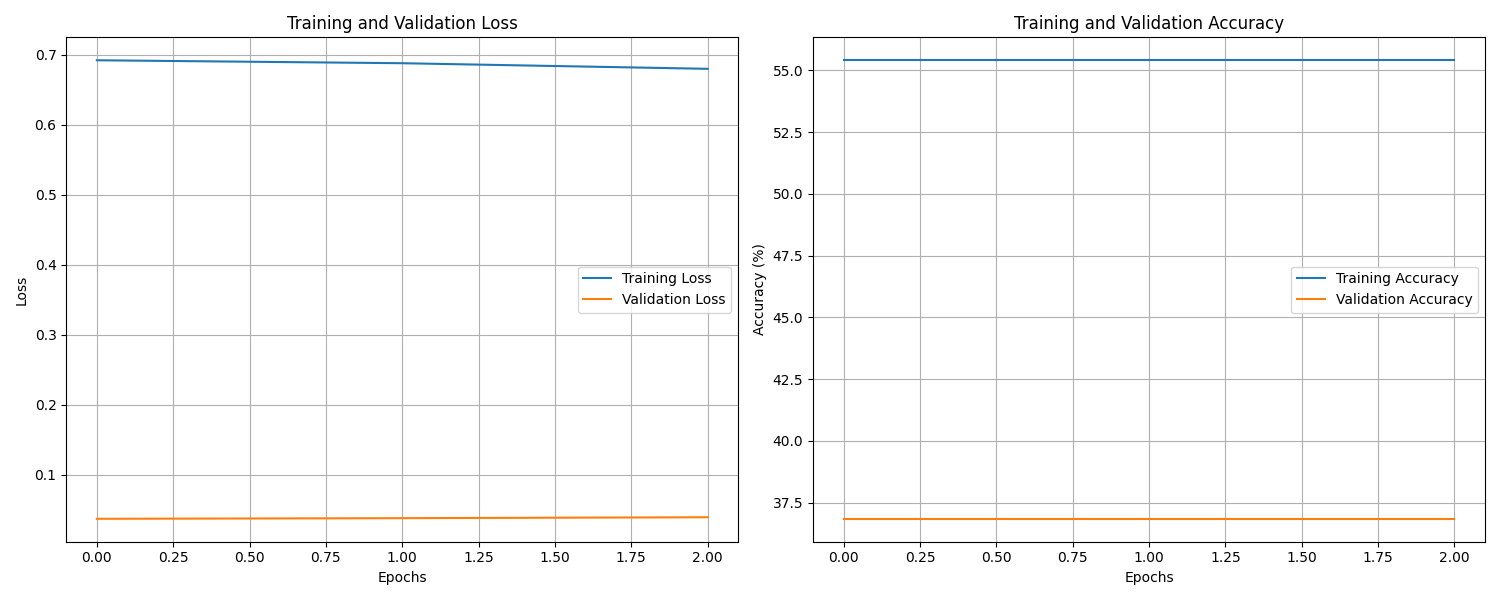 Training and Validation Loss
0.7
0.6
0.5
0.4
0.3
0.2
0.1
Loss
Training Loss
Validation Loss
0.00 0.25 0.50 0.75 1.00 1.25 1.50 1.75 2.00
Epochs
Training and Validation Accuracy
55.0
52.5
50.0
47.5
45.0
42.5
40.0
37.5
Accuracy (%)
Training Accuracy
Validation Accuracy
0.00 0.25 0.50 0.75 1.00 1.25 1.50 1.75 2.00
Epochs